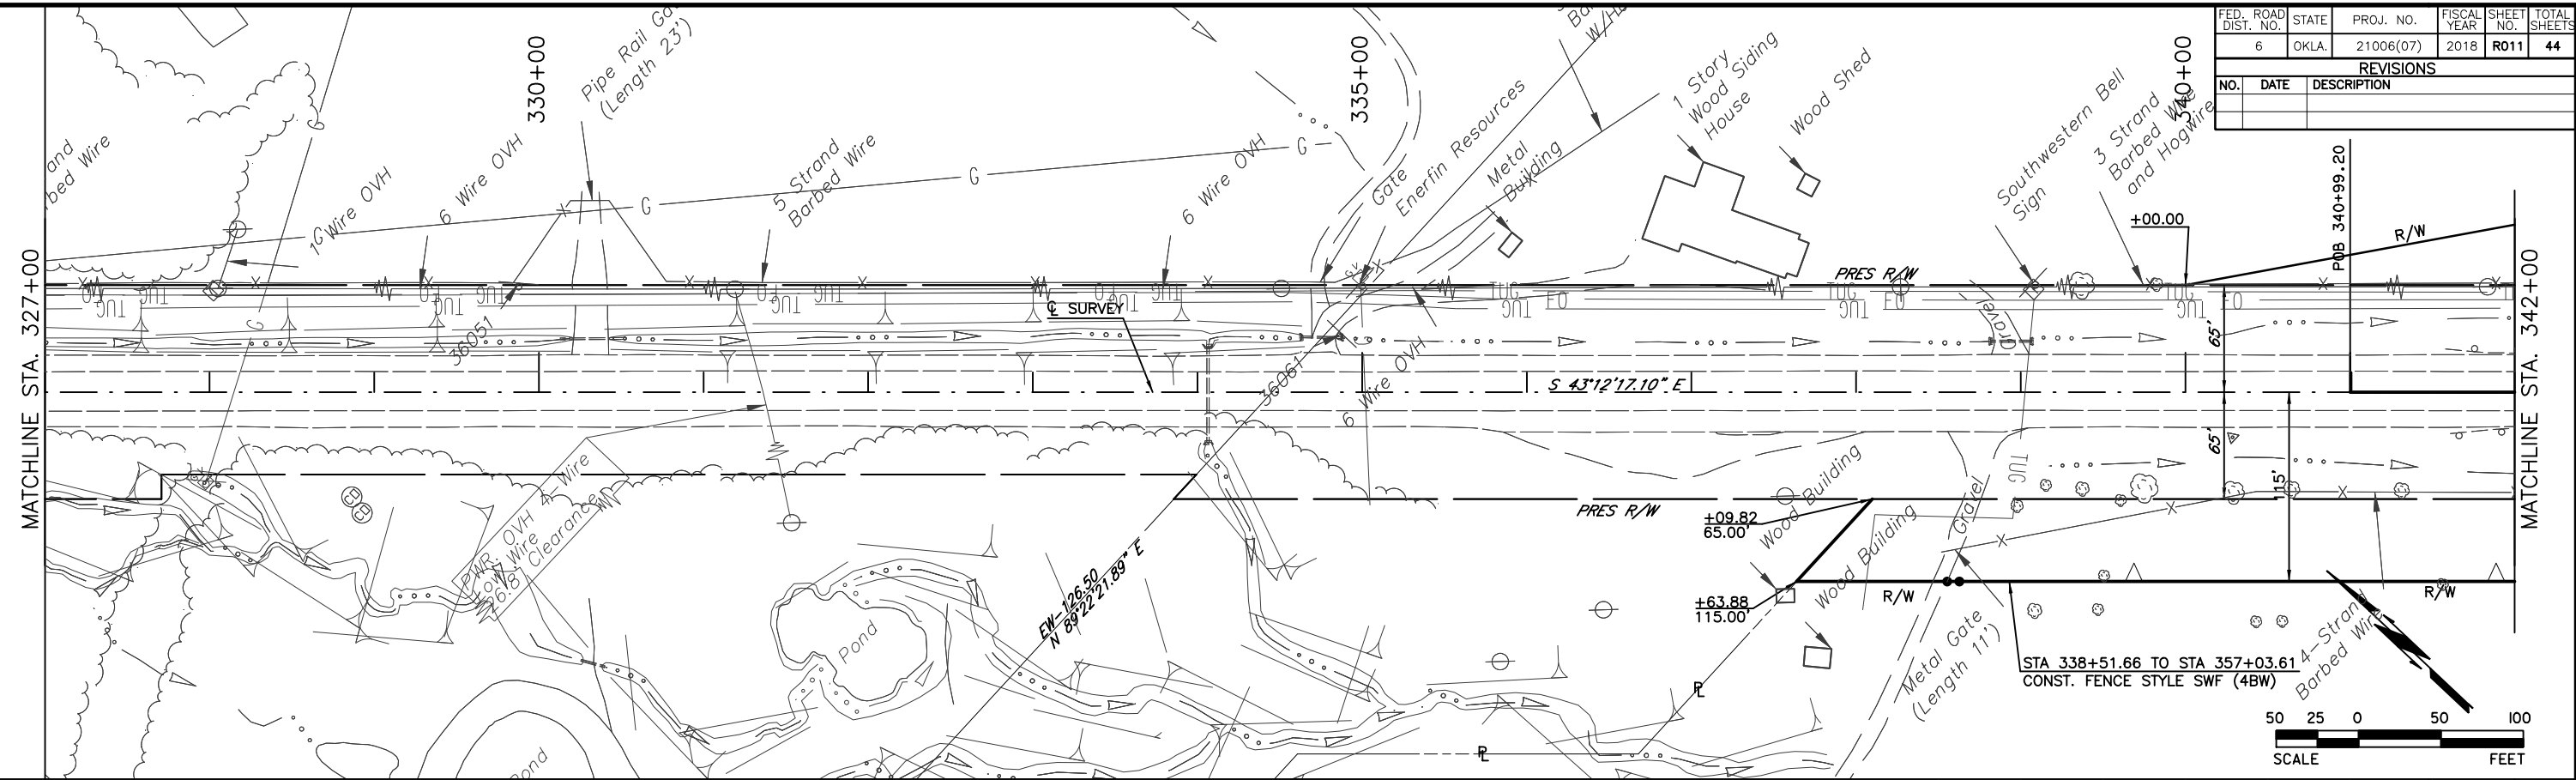 FED. ROAD DIST. NO.
STATE
PROJ. NO.
FISCAL YEAR
SHEET NO.
TOTAL SHEETS
6
OKLA.
21006(07)
2018
R011
44
REVISIONS
NO.
DATE
DESCRIPTION
MATCHLINE STA. 327+00
330+00
335+00
340+00
MATCHLINE STA. 342+00
Pipe Rail
(Length 23')
Wire OVH
6 Wire OVH
5 Strand
Barbed Wire
6 Wire OVH
Gate
Enerfin Resources
Metal
Building
1 Story
Wood Siding
House
Wood Shed
Southwestern Bell
Sign
3 Strand
Barbed Wire
and Hogwire
+00.00
POB 340+99.20
R/W
PRES R/W
G
G
G
G
G
TUG
TUG
TUG
TUG
FO
36051
℄ SURVEY
36061
6 Wire OVH
S 43°12'17.10" E
Gravel
65'
65'
PWR OVH 4-Wire
Low Wire
26.8 Clearance
Pond
Pond
EW-126.50
N 89°22'21.89" E
PRES R/W
+09.82
65.00'
+63.88
115.00'
Wood Building
Wood Building
Gravel
TUG
R/W
R/W
Metal Gate
(Length 11')
STA 338+51.66 TO STA 357+03.61
CONST. FENCE STYLE SWF (4BW)
4-Strand
Barbed Wire
50 25 0 50 100
SCALE FEET